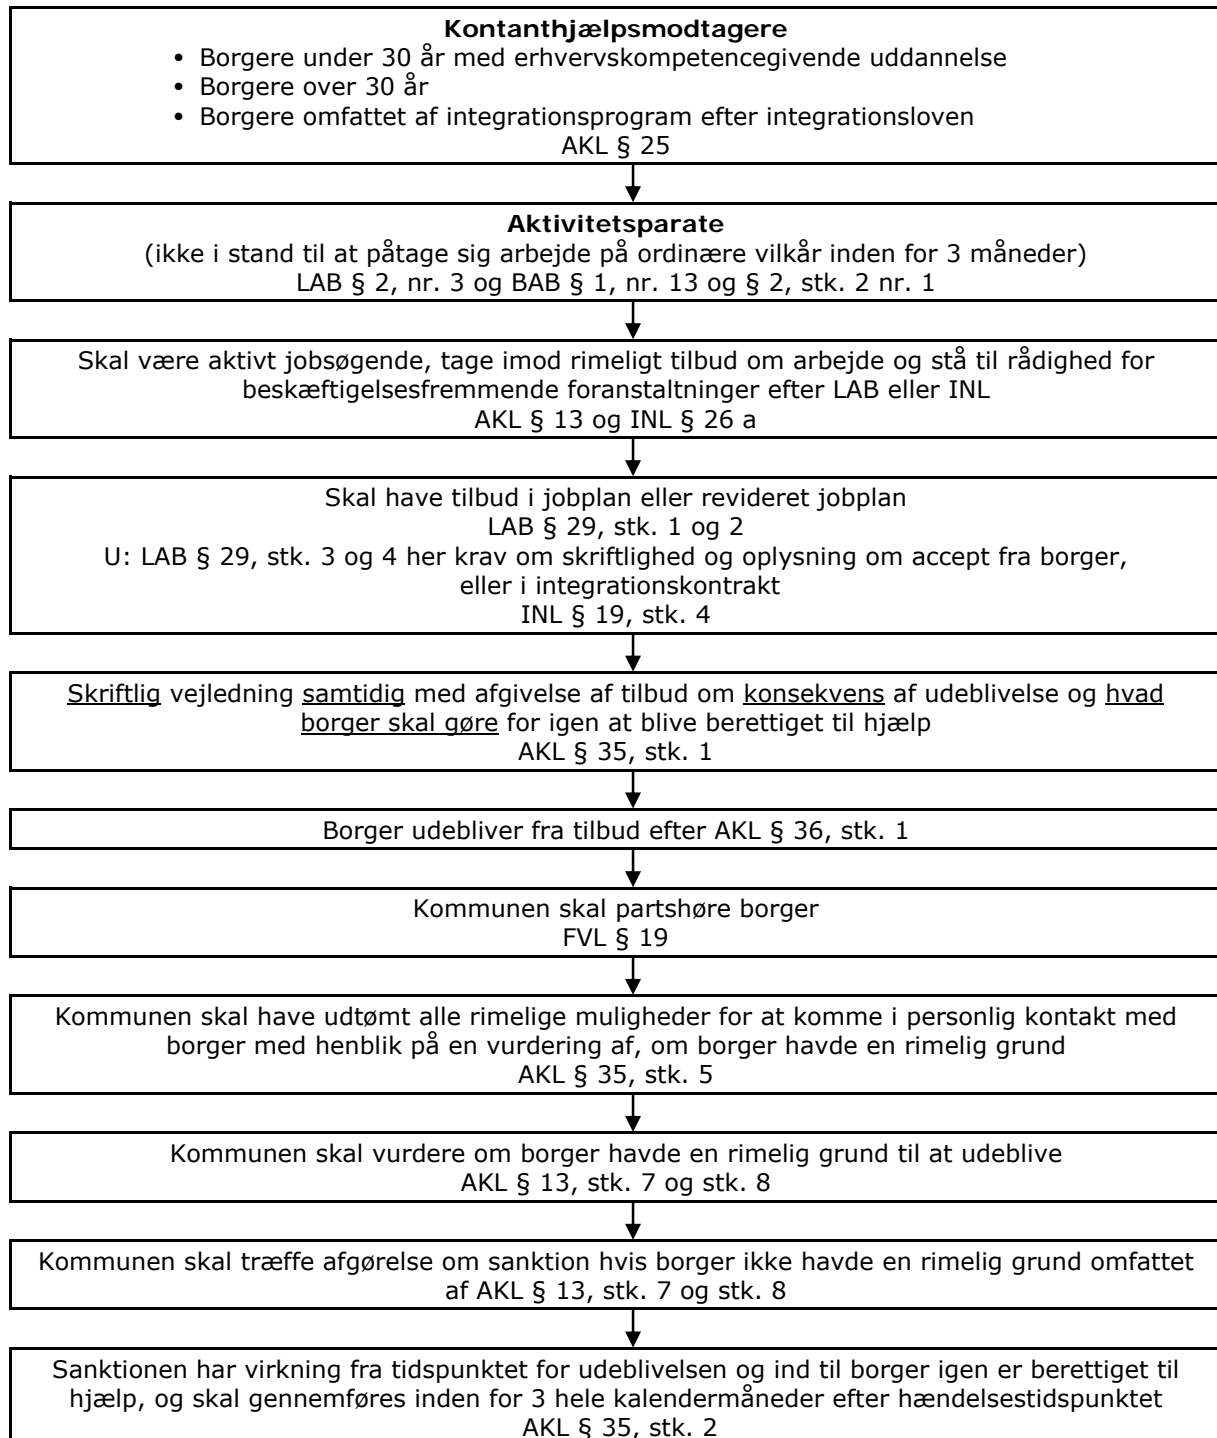 Kontanthjælpsmodtagere
• Borgere under 30 år med erhvervskompetencegivende uddannelse
• Borgere over 30 år
• Borgere omfattet af integrationsprogram efter integrationsloven
AKL § 25
Aktivitetsparate
(ikke i stand til at påtage sig arbejde på ordinære vilkår inden for 3 måneder)
LAB § 2, nr. 3 og BAB § 1, nr. 13 og § 2, stk. 2 nr. 1
Skal være aktivt jobsøgende, tage imod rimeligt tilbud om arbejde og stå til rådighed for
beskæftigelsesfremmende foranstaltninger efter LAB eller INL
AKL § 13 og INL § 26 a
Skal have tilbud i jobplan eller revideret jobplan
LAB § 29, stk. 1 og 2
U: LAB § 29, stk. 3 og 4 her krav om skriftlighed og oplysning om accept fra borger,
eller i integrationskontrakt
INL § 19, stk. 4
Skriftlig vejledning samtidig med afgivelse af tilbud om konsekvens af udeblivelse og hvad
borger skal gøre for igen at blive berettiget til hjælp
AKL § 35, stk. 1
Borger udebliver fra tilbud efter AKL § 36, stk. 1
Kommunen skal partshøre borger
FVL § 19
Kommunen skal have udtømt alle rimelige muligheder for at komme i personlig kontakt med
borger med henblik på en vurdering af, om borger havde en rimelig grund
AKL § 35, stk. 5
Kommunen skal vurdere om borger havde en rimelig grund til at udeblive
AKL § 13, stk. 7 og stk. 8
Kommunen skal træffe afgørelse om sanktion hvis borger ikke havde en rimelig grund omfattet
af AKL § 13, stk. 7 og stk. 8
Sanktionen har virkning fra tidspunktet for udeblivelsen og ind til borger igen er berettiget til
hjælp, og skal gennemføres inden for 3 hele kalendermåneder efter hændelsestidspunktet
AKL § 35, stk. 2